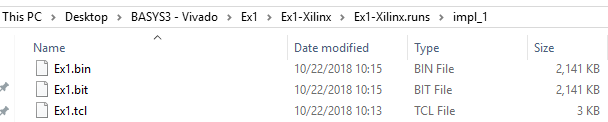 This PC > Desktop > BASYS3 - Vivado > Ex1 > Ex1-Xilinx > Ex1-Xilinx.runs > impl_1
Name Date modified Type Size
Ex1.bin 10/22/2018 10:15 BIN File 2,141 KB
Ex1.bit 10/22/2018 10:15 BIT File 2,141 KB
Ex1.tcl 10/22/2018 10:13 TCL File 3 KB